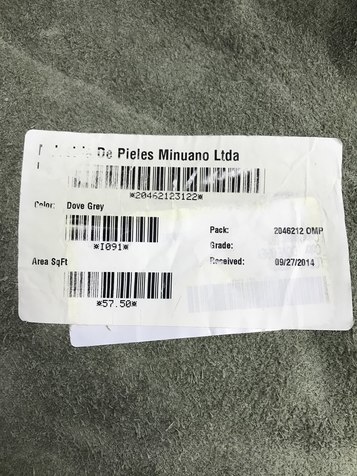 De Pieles Minuano Ltda
*20462123122*
Color: Dove Grey
*I091*
Pack: 2046212 OMP
Grade:
Area SqFt
Received: 09/27/2014
*57.50*